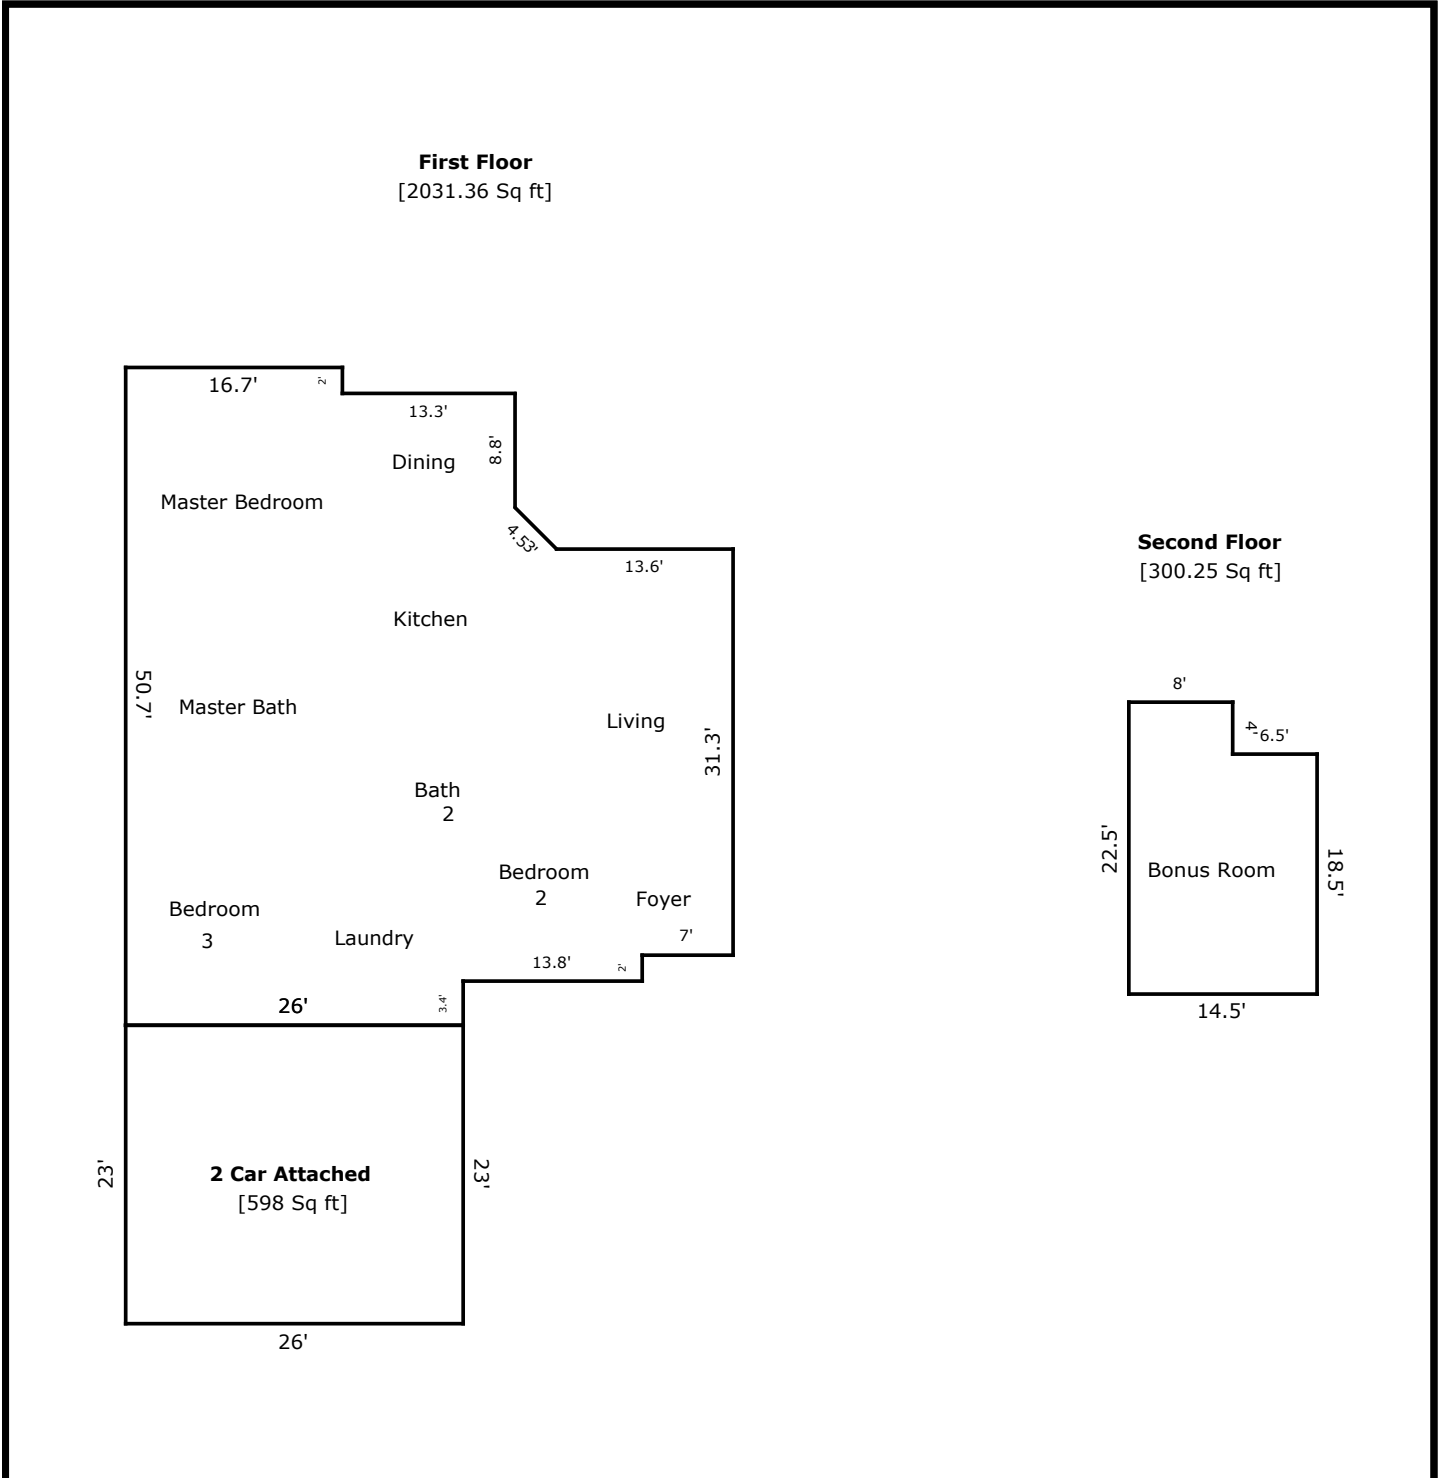 First Floor
[2031.36 Sq ft]
16.7'
2'
13.3'
Dining
8.8'
Master Bedroom
4.53'
13.6'
Kitchen
50.7'
Master Bath
Living
31.3'
Bath
2
Bedroom
2
Foyer
Bedroom
3
Laundry
7'
13.8'
2'
26'
3.4'
23'
2 Car Attached
[598 Sq ft]
23'
26'
Second Floor
[300.25 Sq ft]
8'
4'
6.5'
22.5'
Bonus Room
18.5'
14.5'